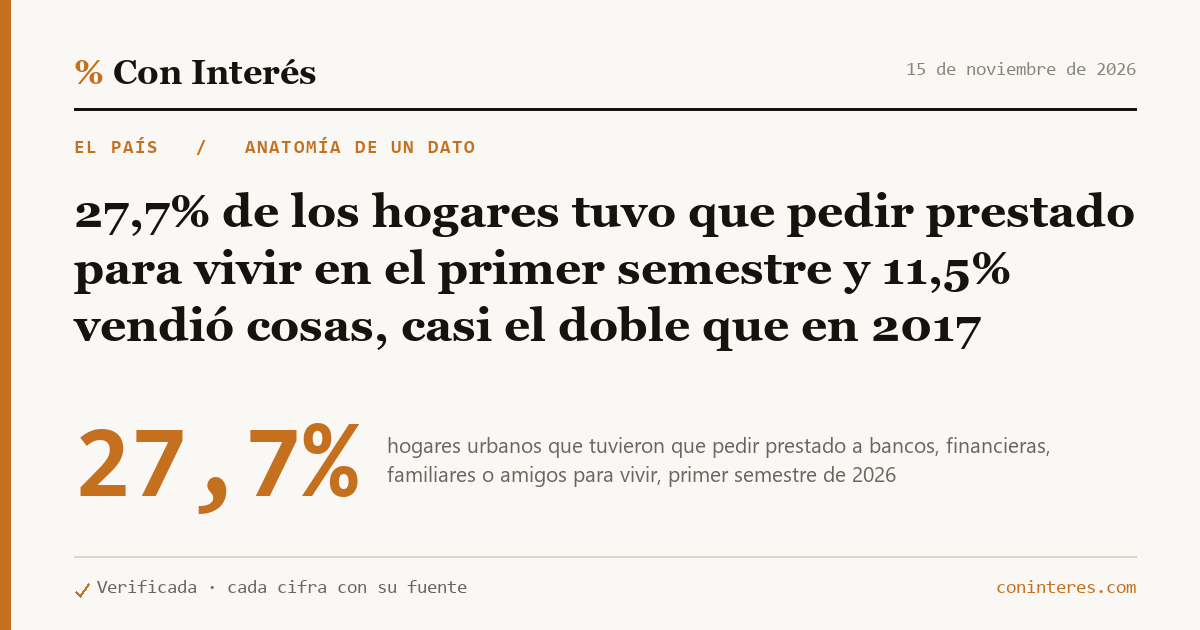 % Con Interés
15 de noviembre de 2026
EL PAÍS / ANATOMÍA DE UN DATO
27,7% de los hogares tuvo que pedir prestado
para vivir en el primer semestre y 11,5%
vendió cosas, casi el doble que en 2017
27,7%
hogares urbanos que tuvieron que pedir prestado a bancos, financieras,
familiares o amigos para vivir, primer semestre de 2026
✓ Verificada · cada cifra con su fuente
coninteres.com